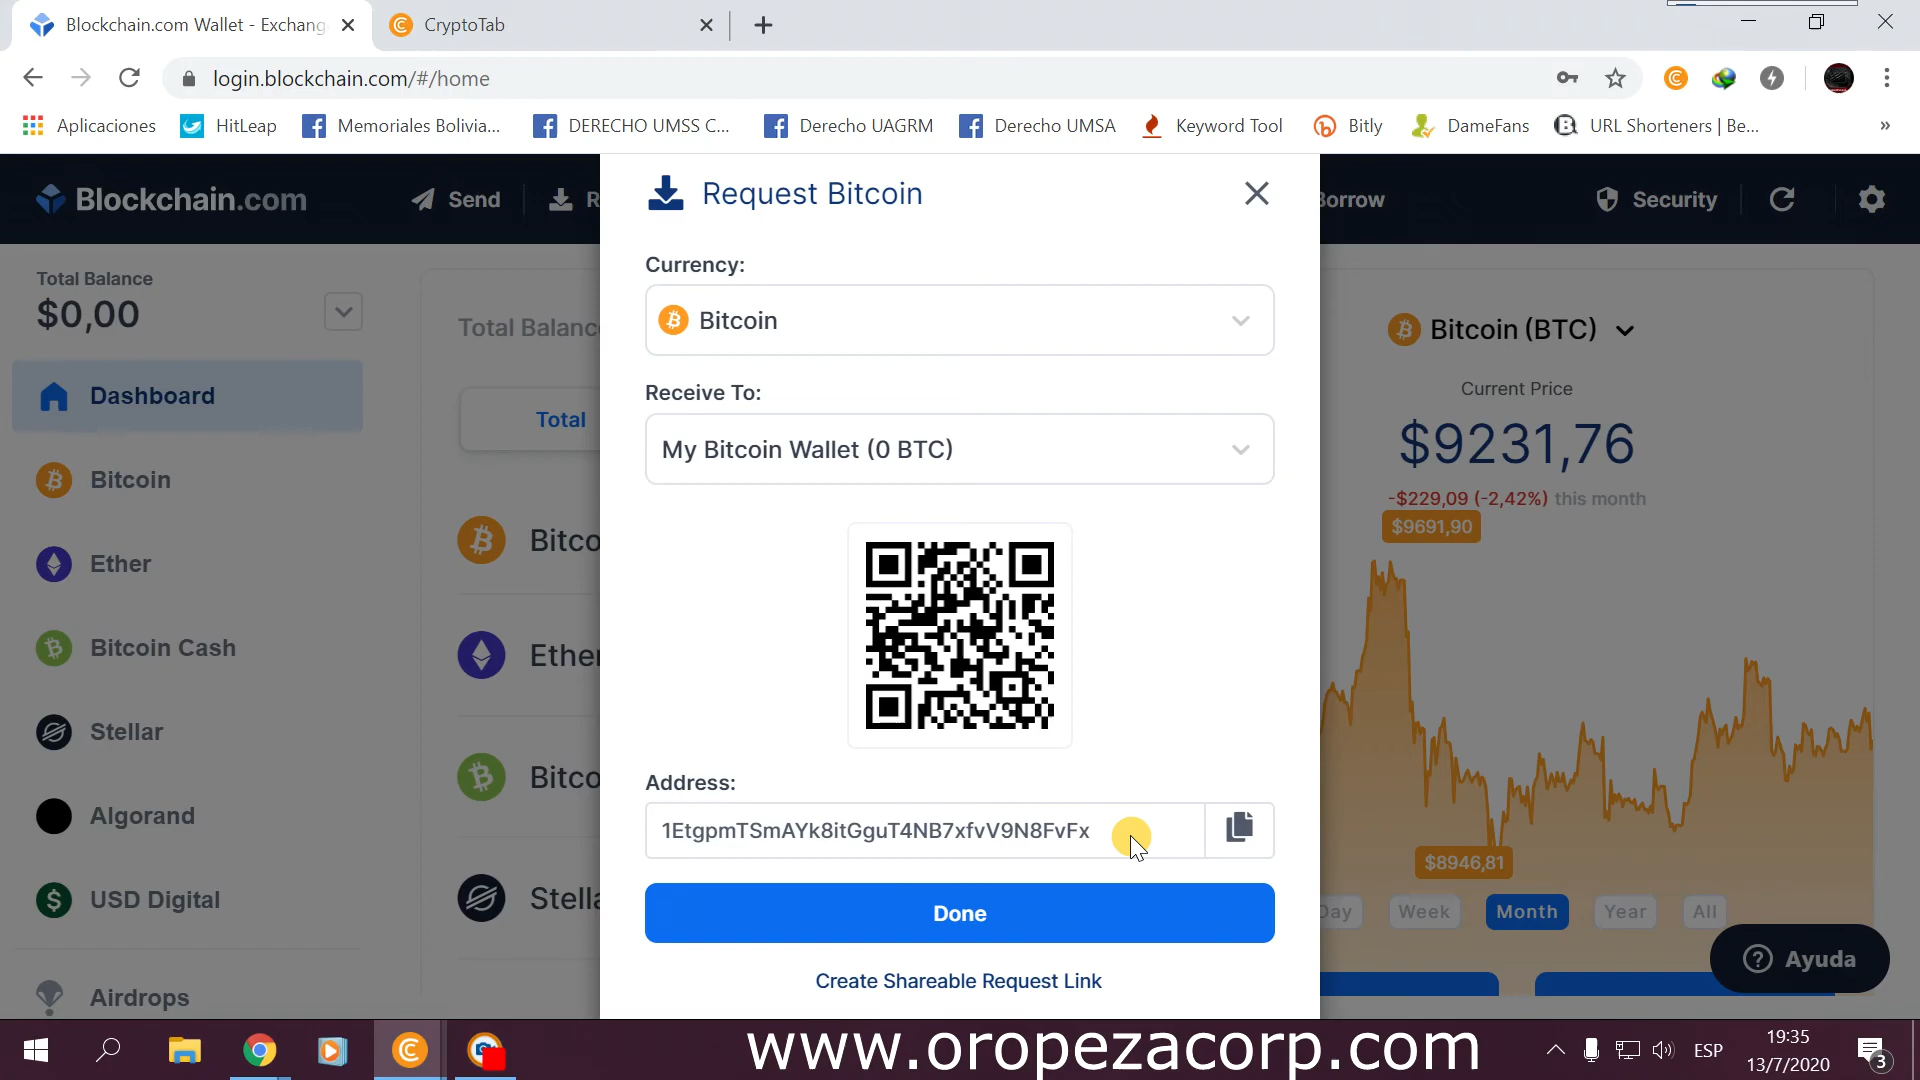 Blockchain.com Wallet - Exchang
CryptoTab
login.blockchain.com/#/home
Aplicaciones
HitLeap
Memoriales Bolivia...
DERECHO UMSS C...
Derecho UAGRM
Derecho UMSA
Keyword Tool
Bitly
DameFans
URL Shorteners | Be...
»
Blockchain.com
Send
R
Borrow
Security
Request Bitcoin
Total Balance
$0,00
Dashboard
Bitcoin
Ether
Bitcoin Cash
Stellar
Algorand
USD Digital
Airdrops
Total Balanc
Total
Bitco
Ether
Bitco
Stella
Currency:
Bitcoin
Receive To:
My Bitcoin Wallet (0 BTC)
Address:
1EtgpmTSmAYk8itGguT4NB7xfvV9N8FvFx
Done
Create Shareable Request Link
Bitcoin (BTC)
Current Price
$9231,76
-$229,09 (-2,42%) this month
$9691,90
$8946,81
Day
Week
Month
Year
All
Ayuda
www.oropezacorp.com
ESP
19:35
13/7/2020
3